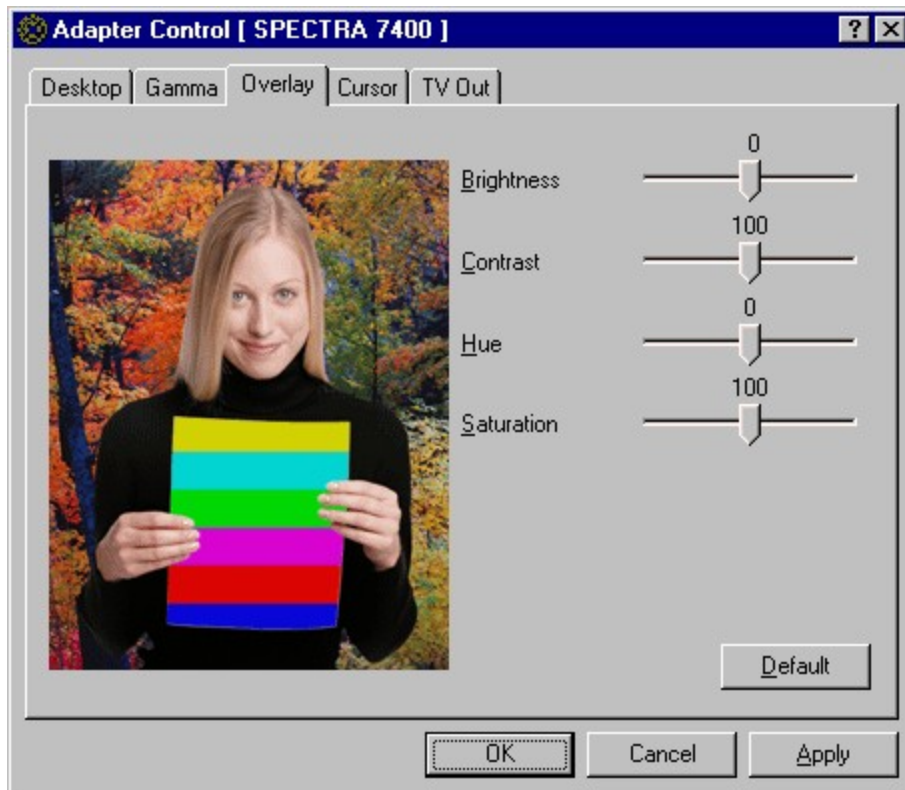 Adapter Control [ SPECTRA 7400 ]
Desktop Gamma Overlay Cursor TV Out
0
Brightness
100
Contrast
0
Hue
100
Saturation
Default
OK Cancel Apply